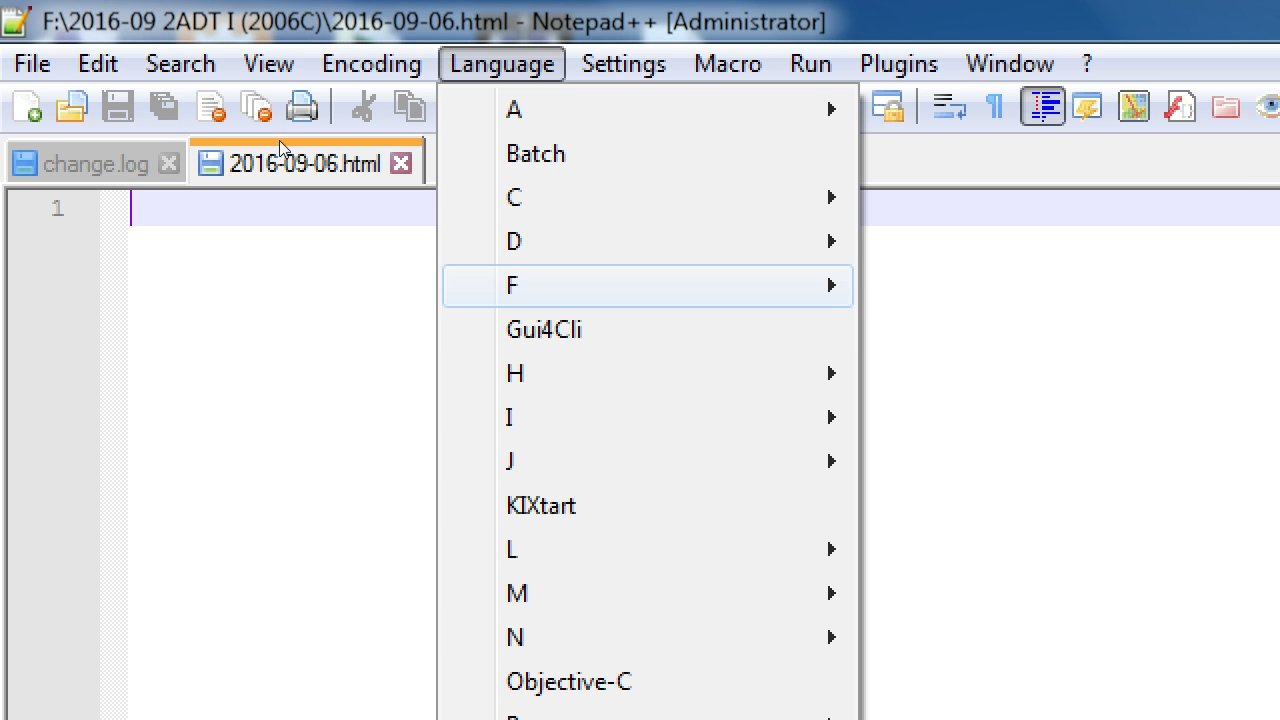 F:\2016-09 2ADT I (2006C)\2016-09-06.html - Notepad++ [Administrator]
File Edit Search View Encoding Language Settings Macro Run Plugins Window ?
change.log 2016-09-06.html
1
A
Batch
C
D
F
Gui4Cli
H
I
J
KIXtart
L
M
N
Objective-C